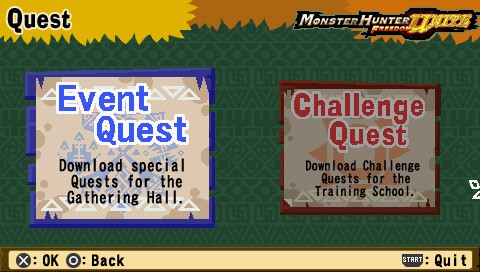 Quest
MONSTER HUNTER
FREEDOM UNITE
Event
Quest
Download special
Quests for the
Gathering Hall.
Challenge
Quest
Download Challenge
Quests for the
Training School.
: OK : Back
START: Quit